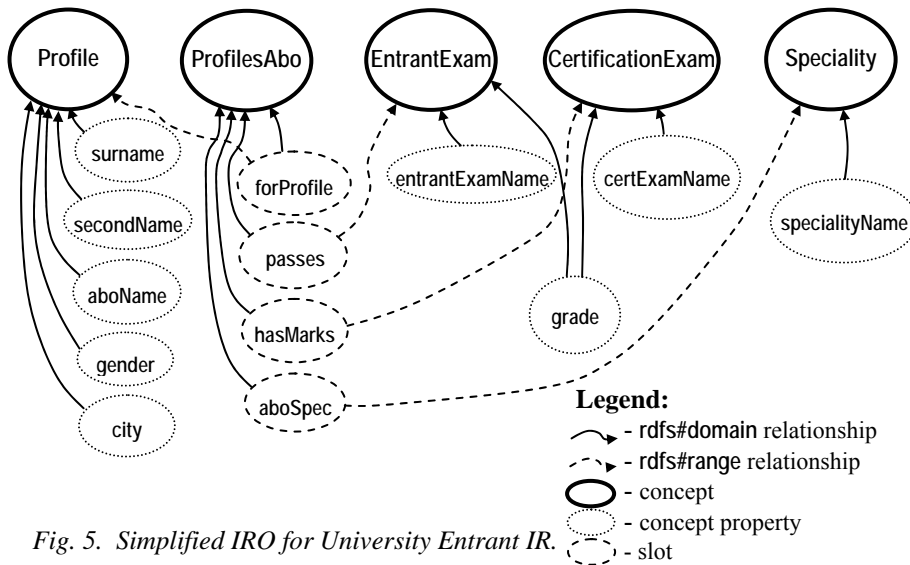 Profile
ProfilesAbo
EntrantExam
CertificationExam
Speciality
surname
forProfile
entrantExamName
certExamName
secondName
specialityName
passes
aboName
grade
hasMarks
gender
aboSpec
city
Legend:
- rdfs#domain relationship
- rdfs#range relationship
- concept
- concept property
- slot
Fig. 5. Simplified IRO for University Entrant IR.